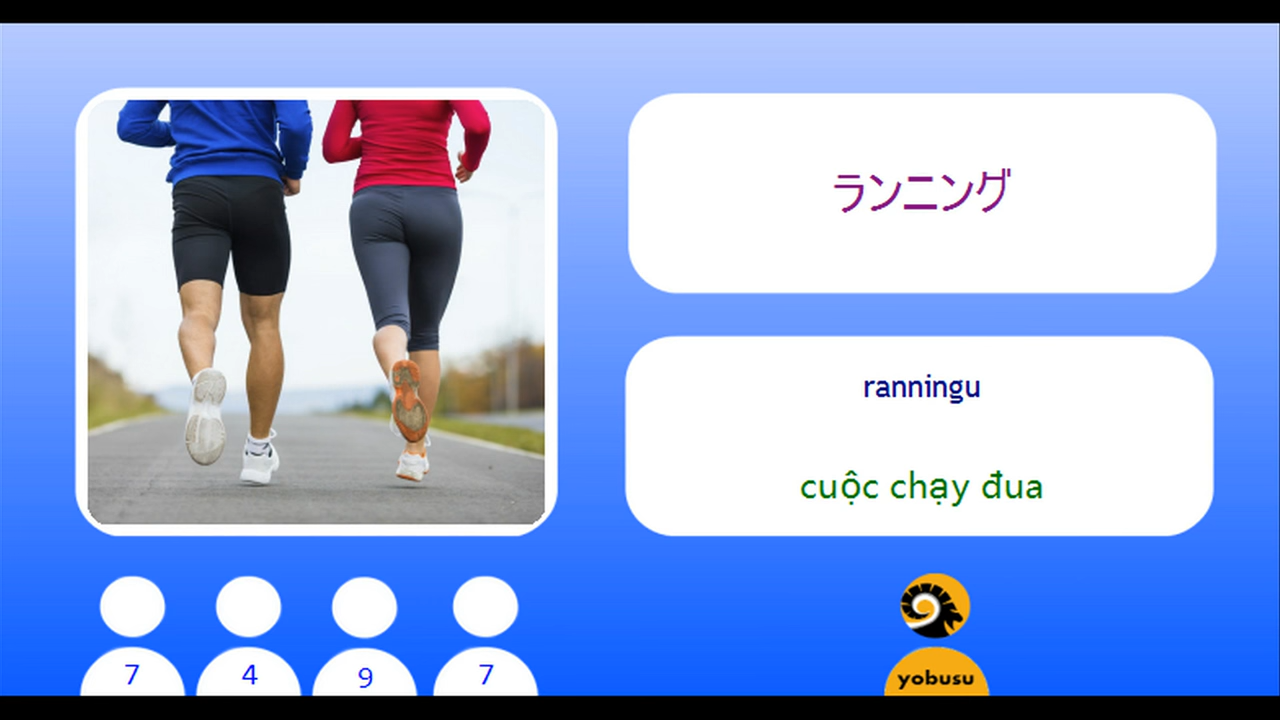 ランニング
ranningu
cuộc chạy đua
7 4 9 7
yobusu